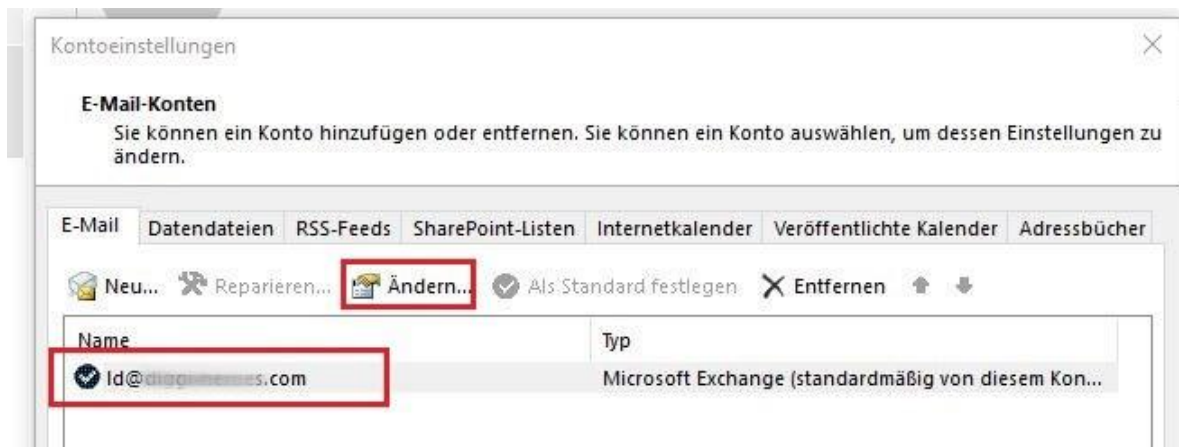 Kontoeinstellungen
E-Mail-Konten
Sie können ein Konto hinzufügen oder entfernen. Sie können ein Konto auswählen, um dessen Einstellungen zu
ändern.
E-Mail Datendateien RSS-Feeds SharePoint-Listen Internetkalender Veröffentlichte Kalender Adressbücher
Neu... Reparieren... Ändern... Als Standard festlegen Entfernen
Name Typ
ld@ .com Microsoft Exchange (standardmäßig von diesem Kon...